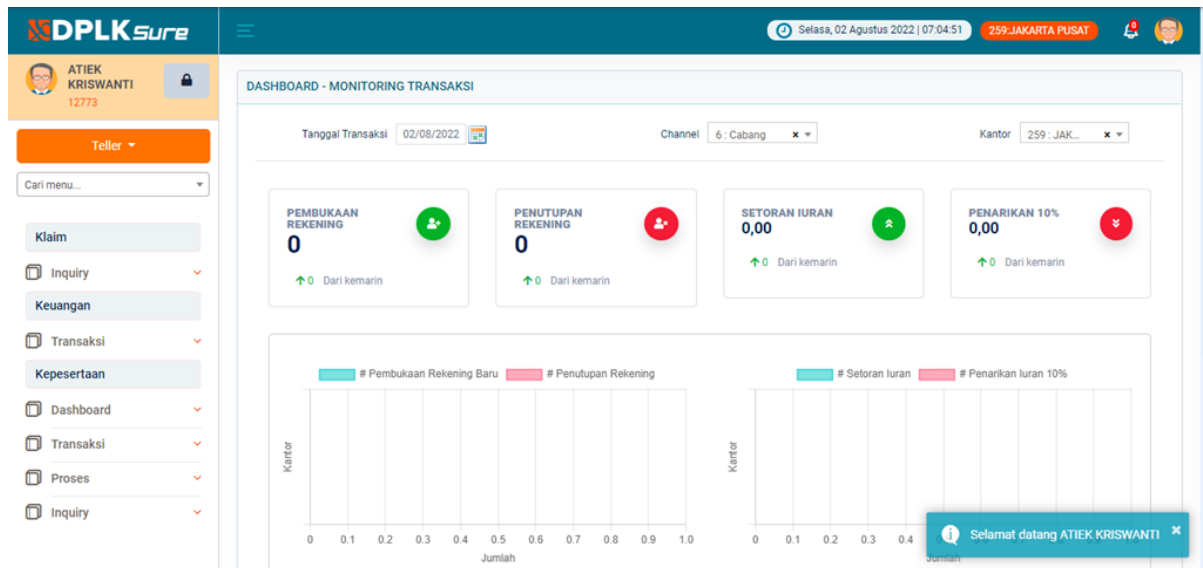 DPLKSure
Selasa, 02 Agustus 2022 | 07:04:51
259:JAKARTA PUSAT
ATIEK
KRISWANTI
12773
Teller
Cari menu...
Klaim
Inquiry
Keuangan
Transaksi
Kepesertaan
Dashboard
Transaksi
Proses
Inquiry
DASHBOARD - MONITORING TRANSAKSI
Tanggal Transaksi 02/08/2022
Channel 6 : Cabang x
Kantor 259 : JAK... x
PEMBUKAAN
REKENING
0
0 Dari kemarin
PENUTUPAN
REKENING
0
0 Dari kemarin
SETORAN IURAN
0,00
0 Dari kemarin
PENARIKAN 10%
0,00
0 Dari kemarin
# Pembukaan Rekening Baru # Penutupan Rekening
Kantor
0 0.1 0.2 0.3 0.4 0.5 0.6 0.7 0.8 0.9 1.0
Jumlah
# Setoran Iuran # Penarikan Iuran 10%
Kantor
0 0.1 0.2 0.3 0.4
Jumlah
Selamat datang ATIEK KRISWANTI ×